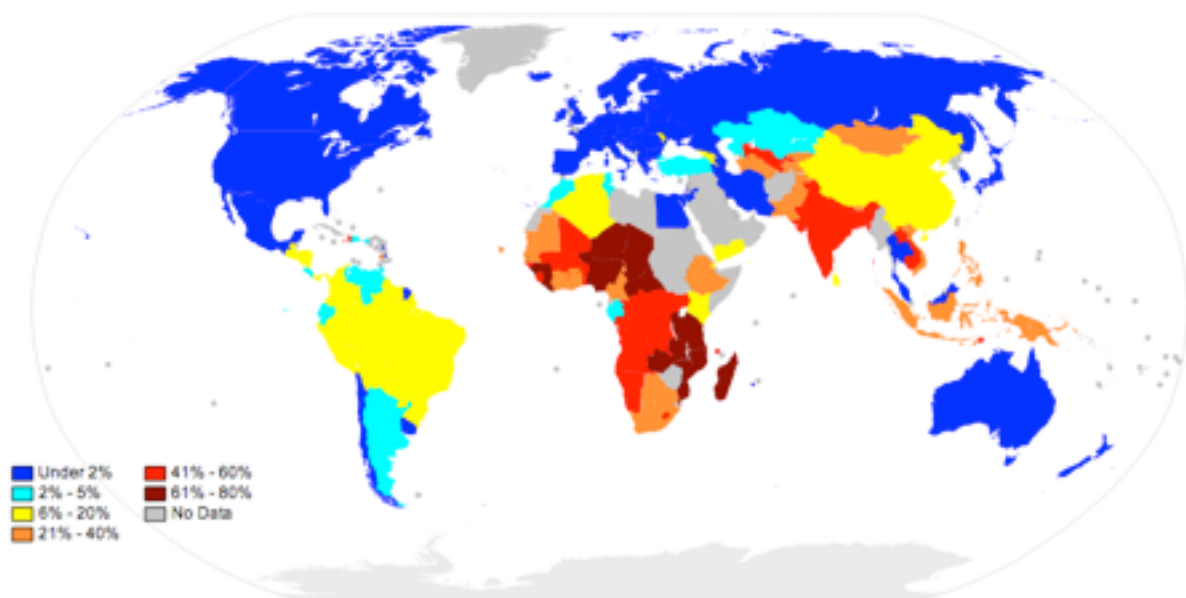 Under 2%
2% - 5%
6% - 20%
21% - 40%
41% - 60%
61% - 80%
No Data